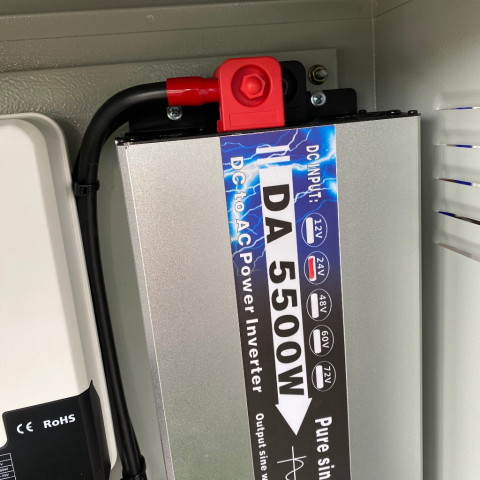 DC INPUT:
12V
24V
48V
60V
72V
DA 5500W
DC to AC Power Inverter
Pure sin
Output sine w
CE RoHS